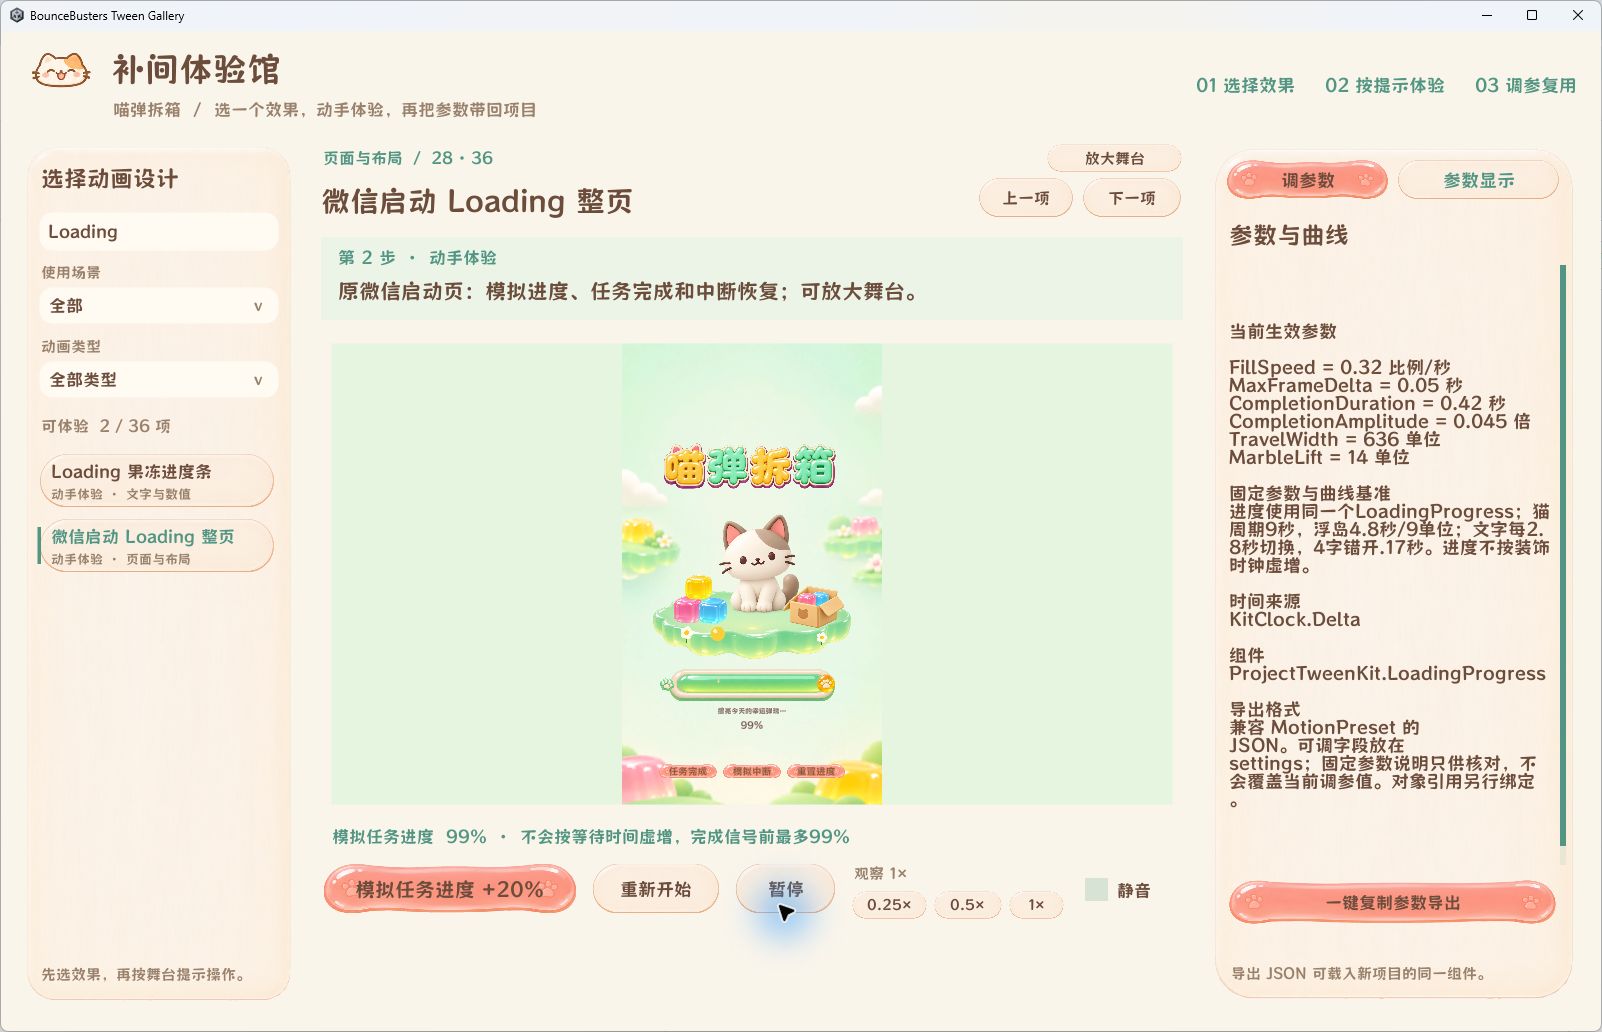 BounceBusters Tween Gallery
补间体验馆
喵弹拆箱 / 选一个效果，动手体验，再把参数带回项目
01 选择效果 02 按提示体验 03 调参复用
选择动画设计
Loading
使用场景
全部 v
动画类型
全部类型 v
可体验 2 / 36 项
Loading 果冻进度条
动手体验 · 文字与数值
微信启动 Loading 整页
动手体验 · 页面与布局
先选效果，再按舞台提示操作。
页面与布局 / 28 · 36
放大舞台
微信启动 Loading 整页
上一项 下一项
第 2 步 · 动手体验
原微信启动页：模拟进度、任务完成和中断恢复；可放大舞台。
喵弹拆箱
99%
任务完成 模拟中断 重置进度
模拟任务进度 99% · 不会按等待时间虚增，完成信号前最多99%
模拟任务进度 +20% 重新开始 暂停
观察 1×
0.25× 0.5× 1×
静音
调参数 参数显示
参数与曲线
当前生效参数
FillSpeed = 0.32 比例/秒
MaxFrameDelta = 0.05 秒
CompletionDuration = 0.42 秒
CompletionAmplitude = 0.045 倍
TravelWidth = 636 单位
MarbleLift = 14 单位
固定参数与曲线基准
进度使用同一个LoadingProgress；猫
周期9秒，浮岛4.8秒/9单位；文字每2.
8秒切换，4字错开.17秒。进度不按装饰
时钟虚增。
时间来源
KitClock.Delta
组件
ProjectTweenKit.LoadingProgress
导出格式
兼容 MotionPreset 的
JSON。可调字段放在
settings；固定参数说明只供核对，不
会覆盖当前调参值。对象引用另行绑定
。
一键复制参数导出
导出 JSON 可载入新项目的同一组件。